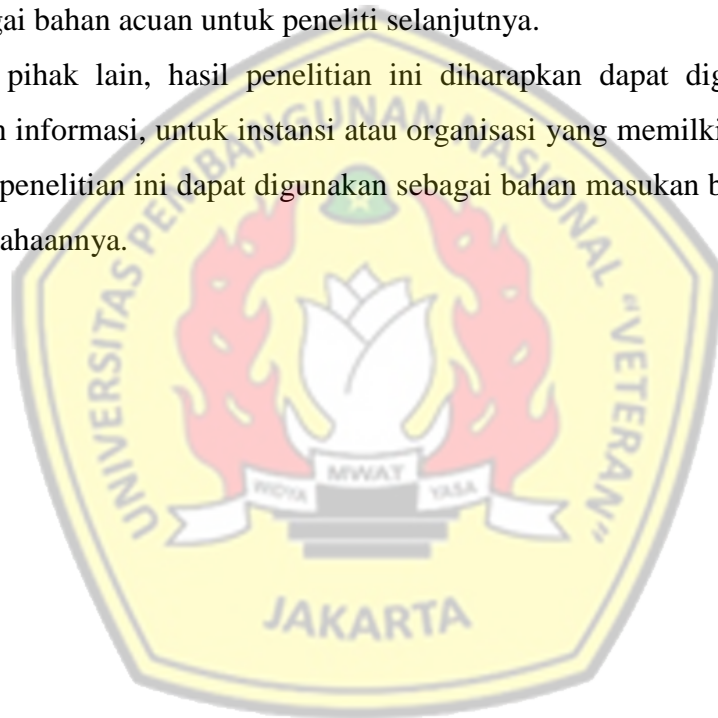 gai bahan acuan untuk peneliti selanjutnya.
pihak lain, hasil penelitian ini diharapkan dapat dig
n informasi, untuk instansi atau organisasi yang memilki
penelitian ini dapat digunakan sebagai bahan masukan b
ahaannya.
UNIVERSITAS PEMBANGUNAN NASIONAL "VETERAN"
WIDYA MWAT YASA
JAKARTA